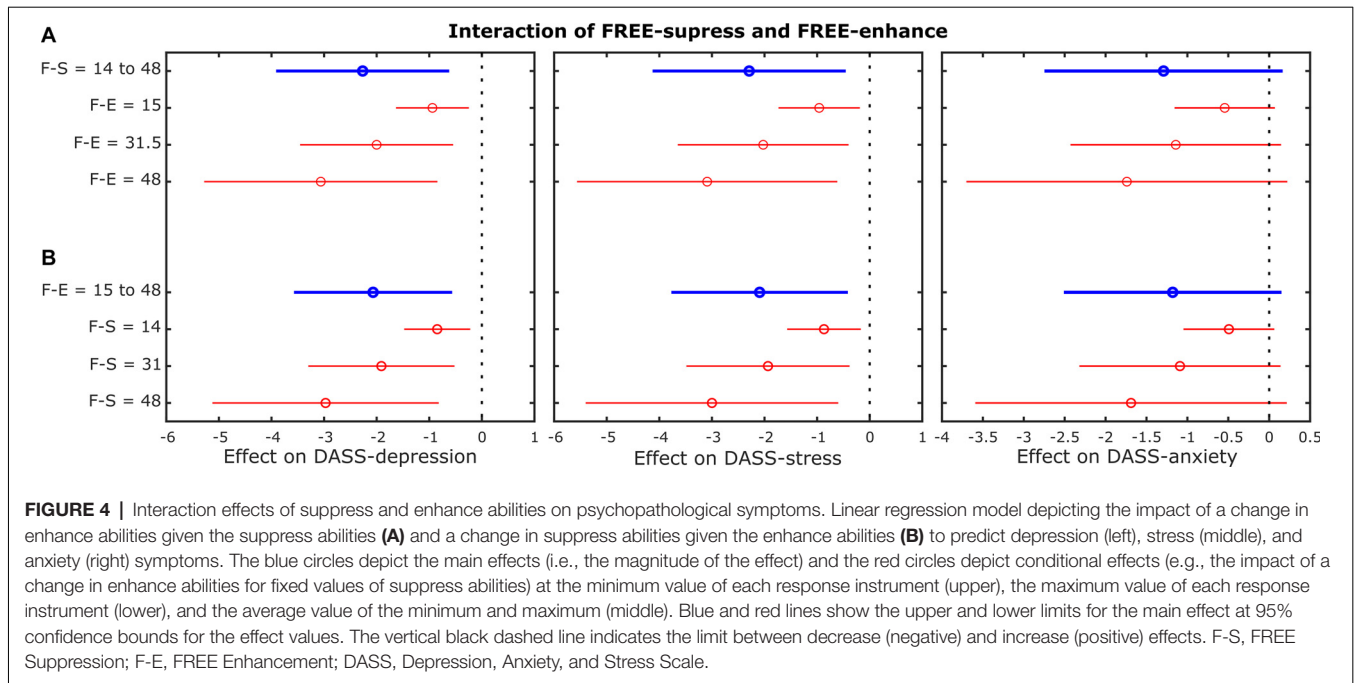 Interaction of FREE-supress and FREE-enhance
A
F-S = 14 to 48
F-E = 15
F-E = 31.5
F-E = 48
B
F-E = 15 to 48
F-S = 14
F-S = 31
F-S = 48
-6 -5 -4 -3 -2 -1 0 1
Effect on DASS-depression
-6 -5 -4 -3 -2 -1 0 1
Effect on DASS-stress
-4 -3.5 -3 -2.5 -2 -1.5 -1 -0.5 0 0.5
Effect on DASS-anxiety
FIGURE 4 | Interaction effects of suppress and enhance abilities on psychopathological symptoms. Linear regression model depicting the impact of a change in
enhance abilities given the suppress abilities (A) and a change in suppress abilities given the enhance abilities (B) to predict depression (left), stress (middle), and
anxiety (right) symptoms. The blue circles depict the main effects (i.e., the magnitude of the effect) and the red circles depict conditional effects (e.g., the impact of a
change in enhance abilities for fixed values of suppress abilities) at the minimum value of each response instrument (upper), the maximum value of each response
instrument (lower), and the average value of the minimum and maximum (middle). Blue and red lines show the upper and lower limits for the main effect at 95%
confidence bounds for the effect values. The vertical black dashed line indicates the limit between decrease (negative) and increase (positive) effects. F-S, FREE
Suppression; F-E, FREE Enhancement; DASS, Depression, Anxiety, and Stress Scale.